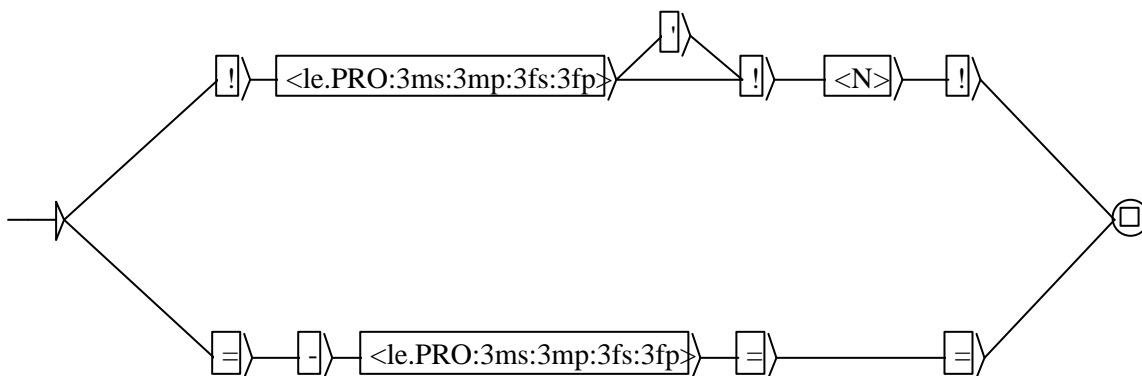 '
! <le.PRO:3ms:3mp:3fs:3fp> ! <N> !
= - <le.PRO:3ms:3mp:3fs:3fp> = =